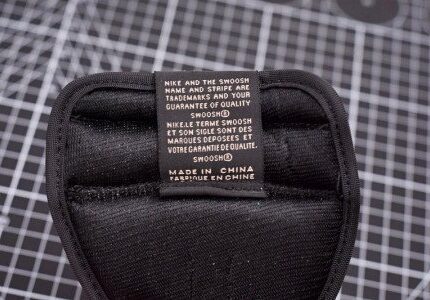 NIKE AND THE SWOOSH
NAME AND STRIPE ARE
TRADEMARKS AND YOUR
GUARANTEE OF QUALITY
SWOOSH®
NIKE, LE TERME SWOOSH
ET SON SIGLE SONT DES
MARQUES DEPOSEES ET
VOTRE GARANTIE DE QUALITE.
SWOOSH®
MADE IN CHINA
FABRIQUE EN CHINE